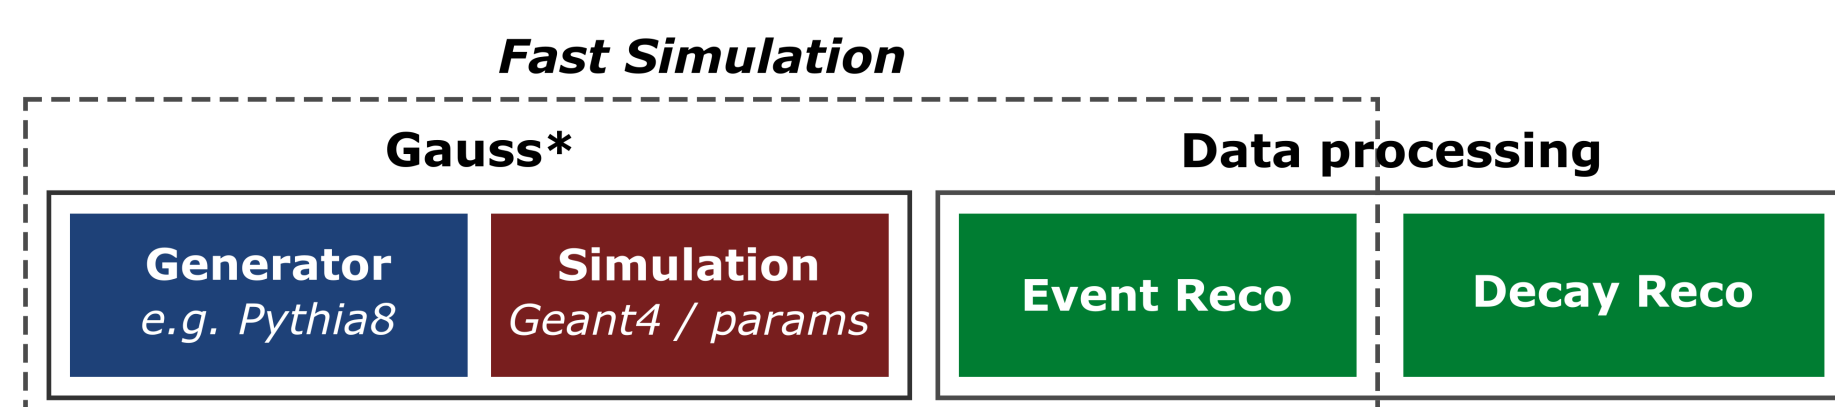 Fast Simulation
Gauss*
Data processing
Generator
e.g. Pythia8
Simulation
Geant4 / params
Event Reco
Decay Reco